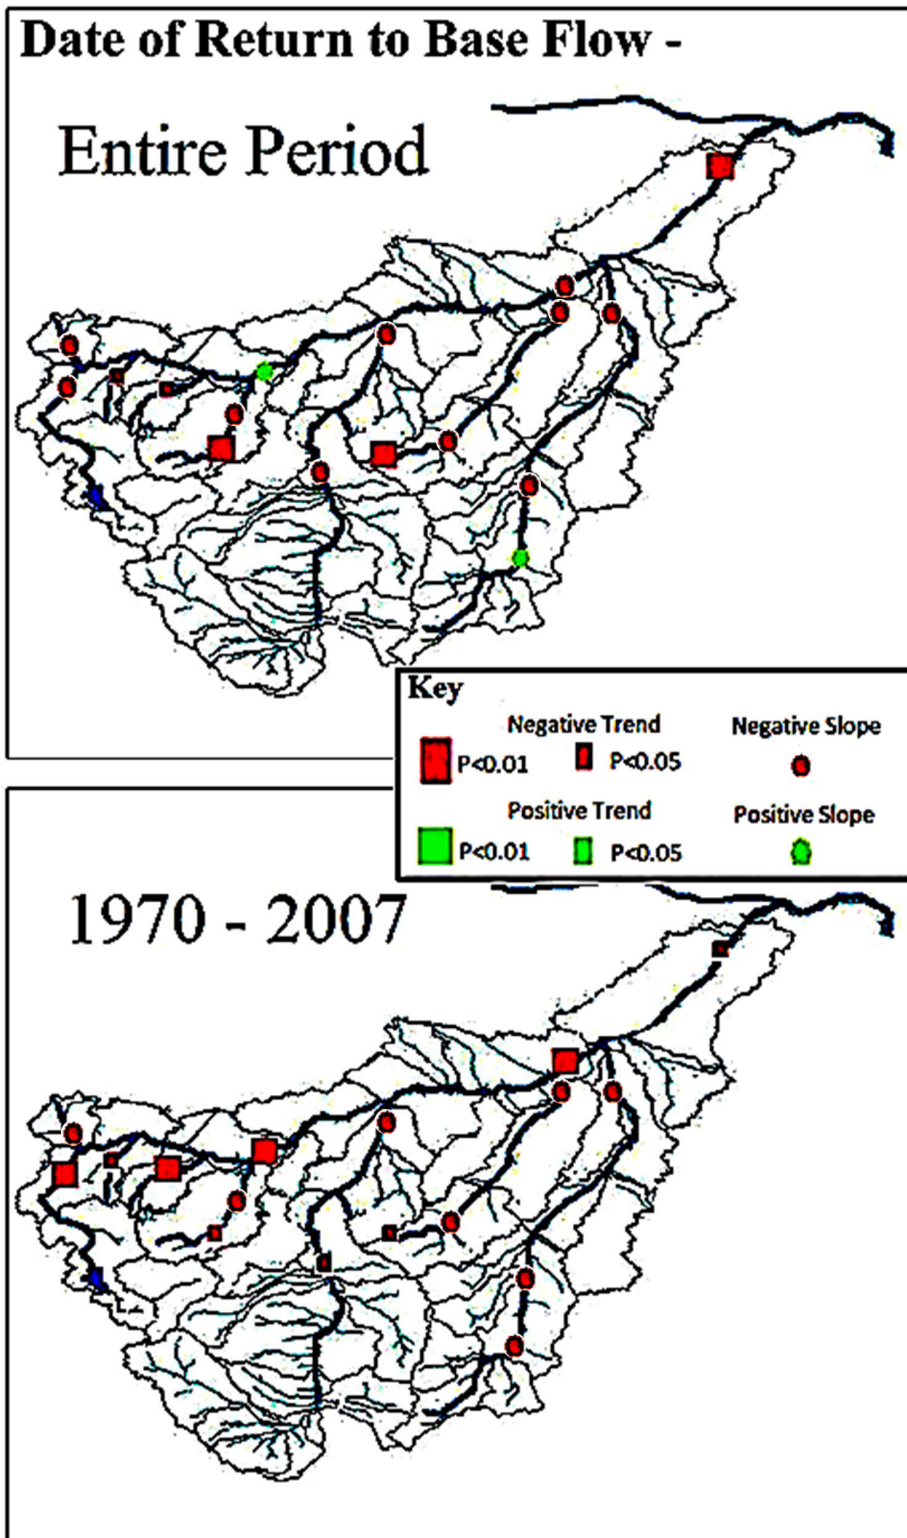 Date of Return to Base Flow -
Entire Period
Key
Negative Trend Negative Slope
P<0.01 P<0.05
Positive Trend Positive Slope
P<0.01 P<0.05
1970 - 2007